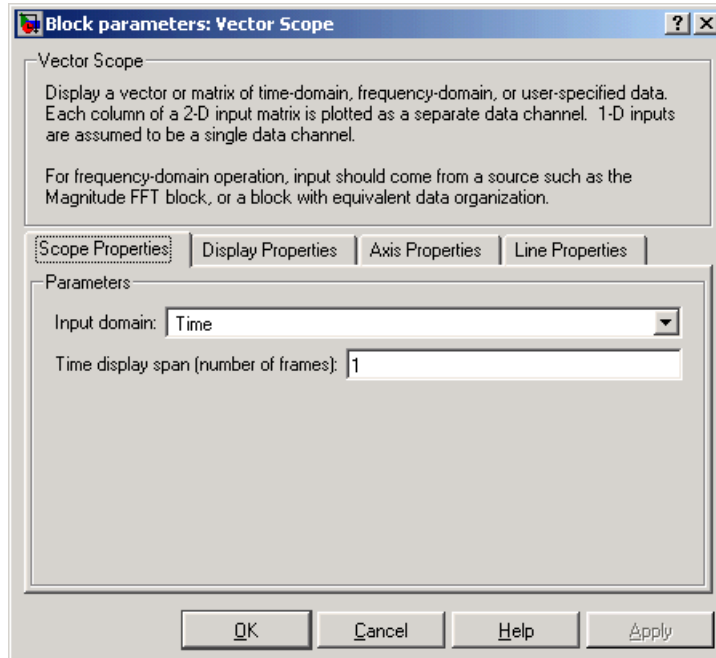 Block parameters: Vector Scope
Vector Scope
Display a vector or matrix of time-domain, frequency-domain, or user-specified data.
Each column of a 2-D input matrix is plotted as a separate data channel. 1-D inputs
are assumed to be a single data channel.
For frequency-domain operation, input should come from a source such as the
Magnitude FFT block, or a block with equivalent data organization.
Scope Properties Display Properties Axis Properties Line Properties
Parameters
Input domain: Time
Time display span (number of frames): 1
OK Cancel Help Apply